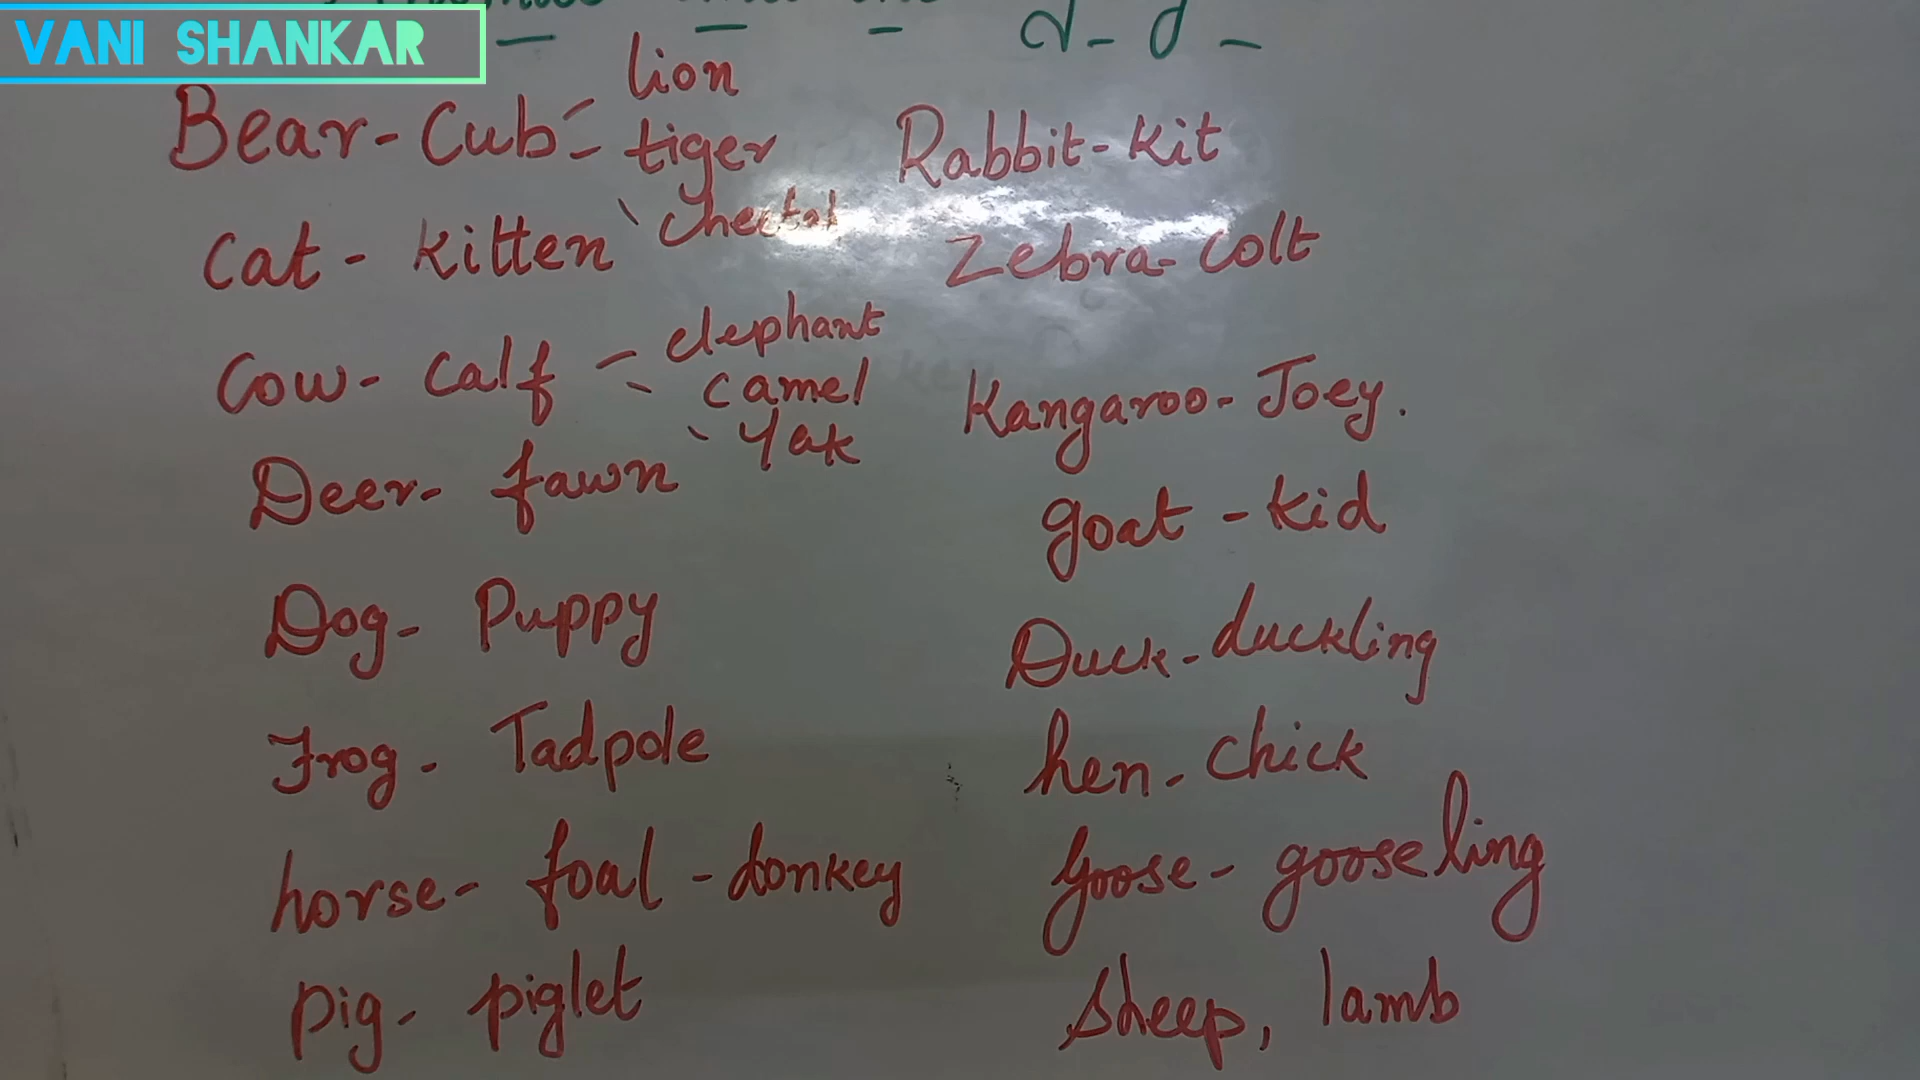 VANI SHANKAR
Bear - Cub - lion
tiger
Cat - kitten
Cow - calf - elephant
camel
Yak
Deer - fawn
Dog - Puppy
Frog - Tadpole
horse - foal - donkey
pig - piglet
Rabbit - kit
Zebra - colt
Kangaroo - Joey.
goat - kid
Duck - duckling
hen - chick
Goose - gooseling
Sheep, lamb